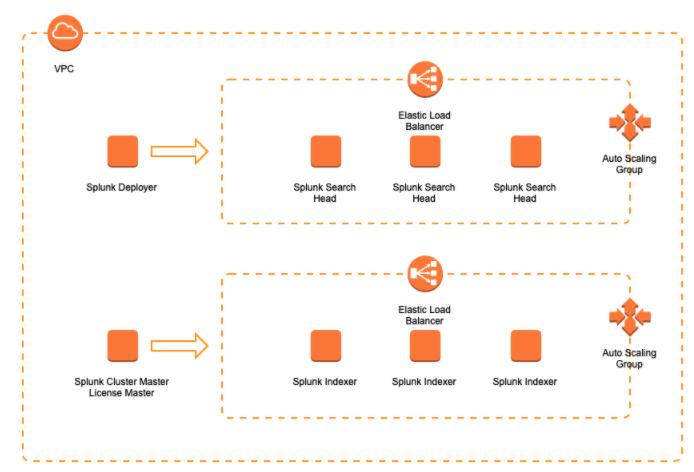 VPC
Elastic Load
Balancer
Auto Scaling
Group
Splunk Deployer
Splunk Search
Head
Splunk Search
Head
Splunk Search
Head
Elastic Load
Balancer
Auto Scaling
Group
Splunk Cluster Master
License Master
Splunk Indexer
Splunk Indexer
Splunk Indexer